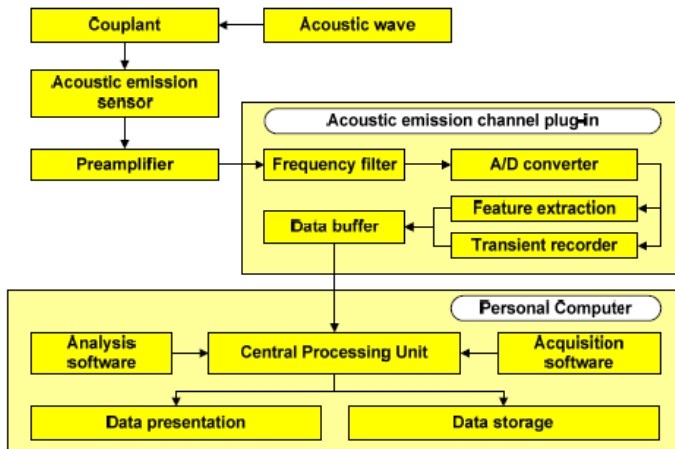 Couplant
Acoustic wave
Acoustic emission
sensor
Acoustic emission channel plug-in
Preamplifier
Frequency filter
A/D converter
Feature extraction
Data buffer
Transient recorder
Personal Computer
Analysis
software
Central Processing Unit
Acquisition
software
Data presentation
Data storage